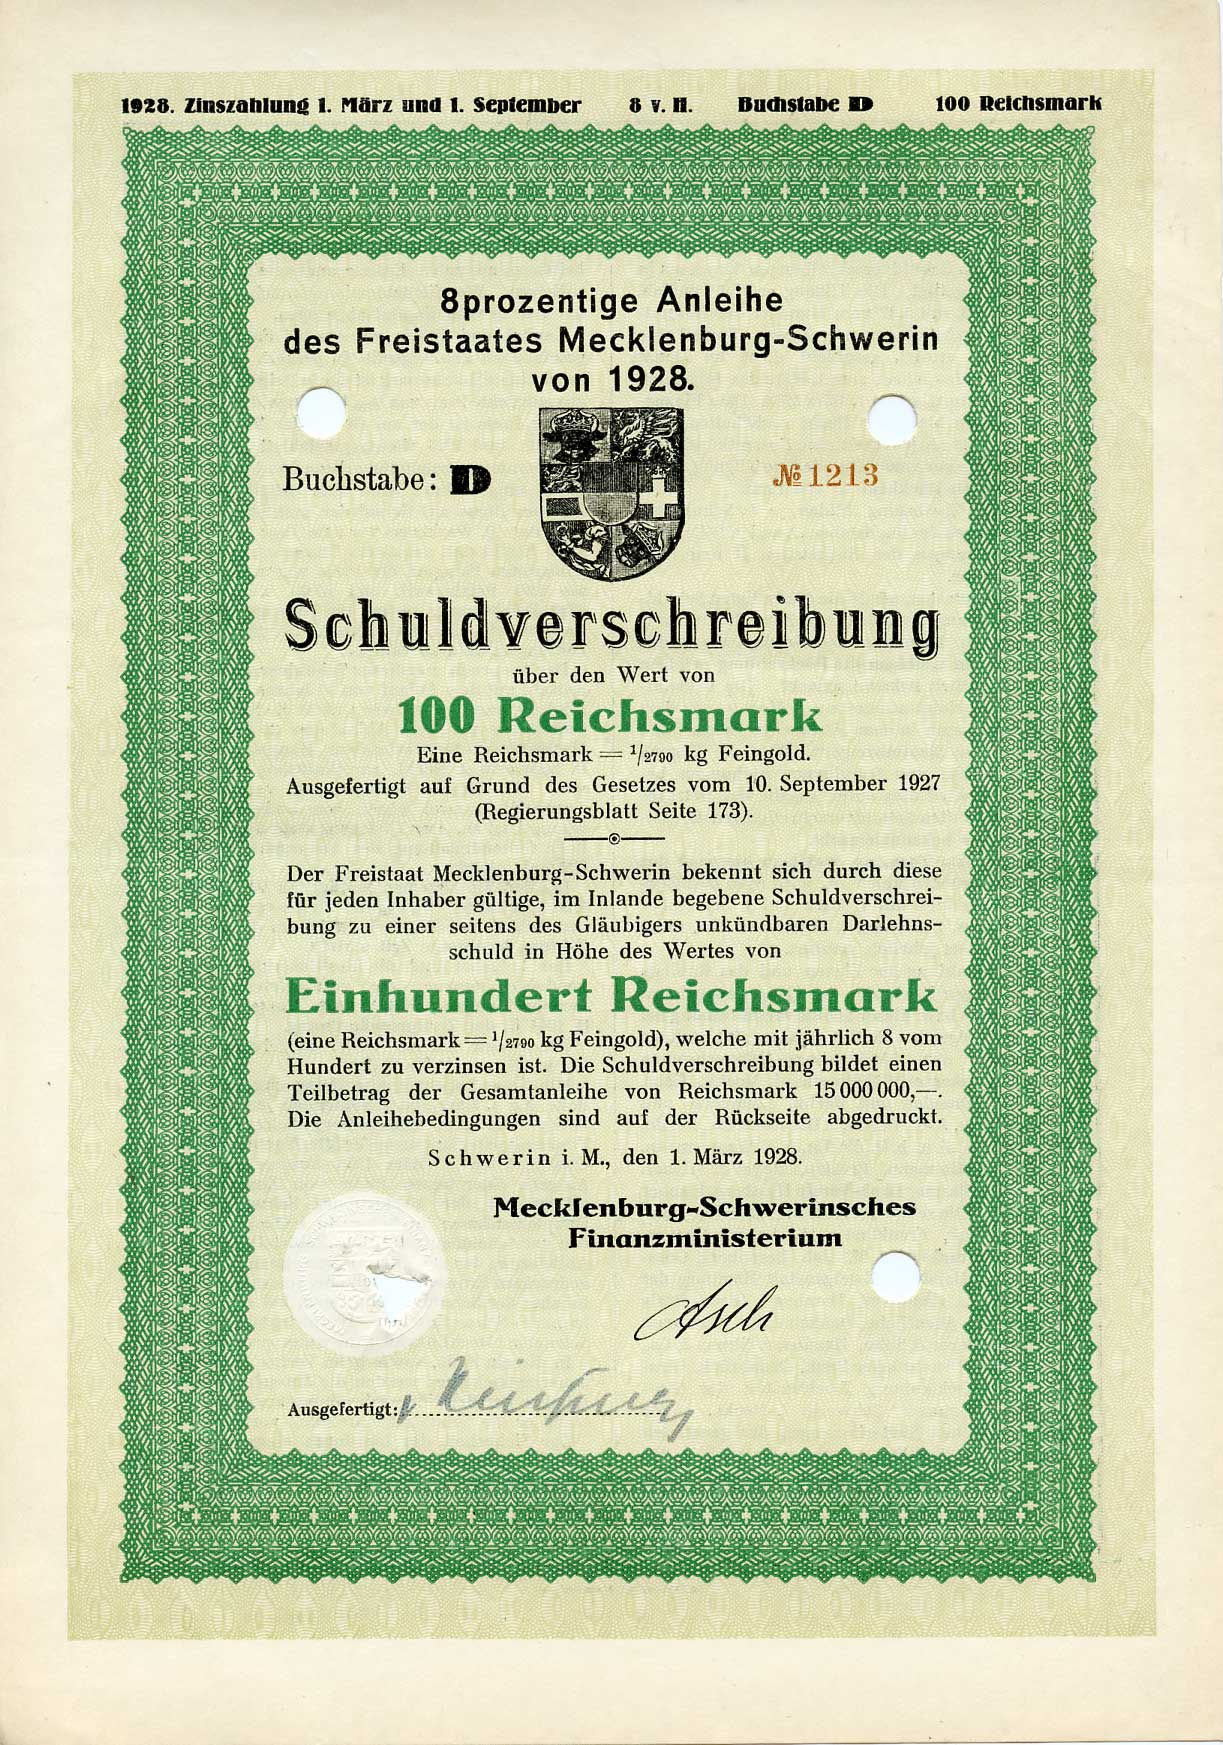 1928. Zinszahlung 1. März und 1. September 8 v. H. Buchstabe D 100 Reichsmark
8prozentige Anleihe
des Freistaates Mecklenburg-Schwerin
von 1928.
Buchstabe: D № 1213
Schuldverschreibung
über den Wert von
100 Reichsmark
Eine Reichsmark = 1/2790 kg Feingold.
Ausgefertigt auf Grund des Gesetzes vom 10. September 1927
(Regierungsblatt Seite 173).
Der Freistaat Mecklenburg-Schwerin bekennt sich durch diese
für jeden Inhaber gültige, im Inlande begebene Schuldverschrei-
bung zu einer seitens des Gläubigers unkündbaren Darlehns-
schuld in Höhe des Wertes von
Einhundert Reichsmark
(eine Reichsmark = 1/2790 kg Feingold), welche mit jährlich 8 vom
Hundert zu verzinsen ist. Die Schuldverschreibung bildet einen
Teilbetrag der Gesamtanleihe von Reichsmark 15 000 000,—.
Die Anleihebedingungen sind auf der Rückseite abgedruckt.
Schwerin i. M., den 1. März 1928.
Mecklenburg-Schwerinsches
Finanzministerium
Asch
Ausgefertigt: